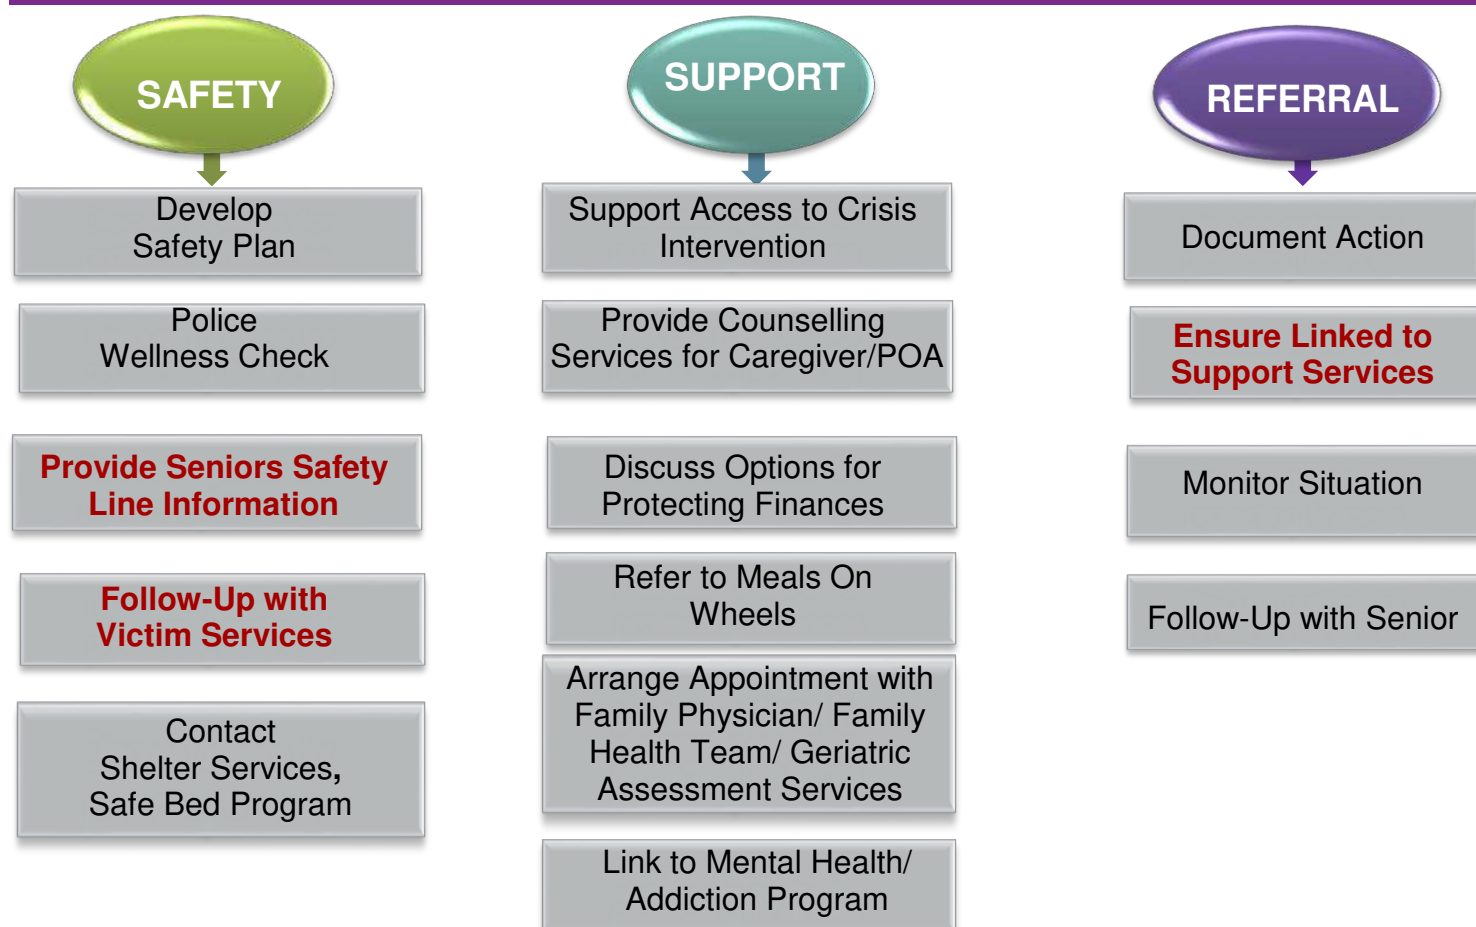 SAFETY
Develop
Safety Plan
Police
Wellness Check
Provide Seniors Safety
Line Information
Follow-Up with
Victim Services
Contact
Shelter Services,
Safe Bed Program
SUPPORT
Support Access to Crisis
Intervention
Provide Counselling
Services for Caregiver/POA
Discuss Options for
Protecting Finances
Refer to Meals On
Wheels
Arrange Appointment with
Family Physician/ Family
Health Team/ Geriatric
Assessment Services
Link to Mental Health/
Addiction Program
REFERRAL
Document Action
Ensure Linked to
Support Services
Monitor Situation
Follow-Up with Senior